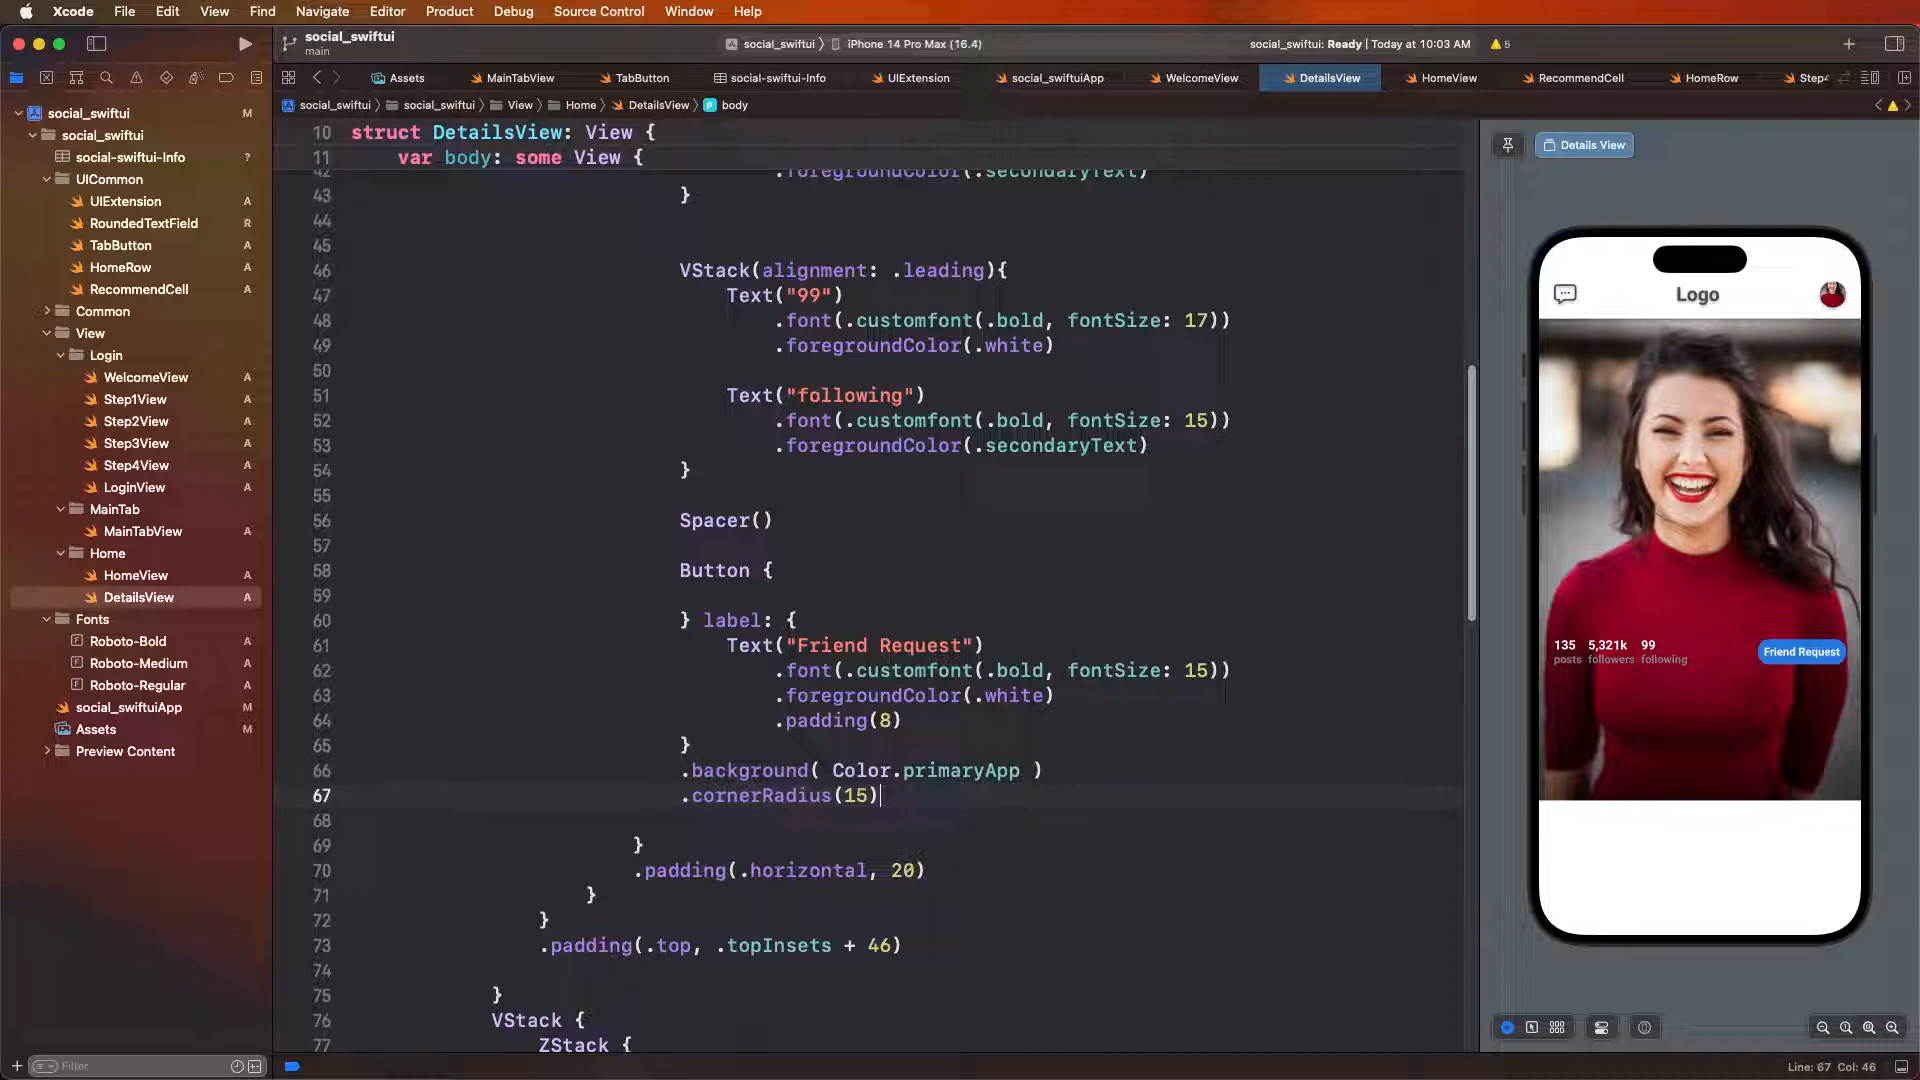 Xcode File Edit View Find Navigate Editor Product Debug Source Control Window Help
social_swiftui
main
social_swiftui iPhone 14 Pro Max (16.4)
social_swiftui: Ready | Today at 10:03 AM
5
Assets MainTabView TabButton social-swiftui-Info UIExtension social_swiftuiApp WelcomeView DetailsView HomeView RecommendCell HomeRow Step4
social_swiftui social_swiftui View Home DetailsView body
social_swiftui M
social_swiftui
social-swiftui-Info ?
UICommon
UIExtension A
RoundedTextField R
TabButton A
HomeRow A
RecommendCell A
Common
View
Login
WelcomeView A
Step1View A
Step2View A
Step3View A
Step4View A
LoginView A
MainTab
MainTabView A
Home
HomeView A
DetailsView A
Fonts
Roboto-Bold A
Roboto-Medium A
Roboto-Regular A
social_swiftuiApp M
Assets M
Preview Content
Filter
10 struct DetailsView: View {
11 var body: some View {
42 .foregroundColor(.secondaryText)
43 }
44
45
46 VStack(alignment: .leading){
47 Text("99")
48 .font(.customfont(.bold, fontSize: 17))
49 .foregroundColor(.white)
50
51 Text("following")
52 .font(.customfont(.bold, fontSize: 15))
53 .foregroundColor(.secondaryText)
54 }
55
56 Spacer()
57
58 Button {
59
60 } label: {
61 Text("Friend Request")
62 .font(.customfont(.bold, fontSize: 15))
63 .foregroundColor(.white)
64 .padding(8)
65 }
66 .background( Color.primaryApp )
67 .cornerRadius(15)
68
69 }
70 .padding(.horizontal, 20)
71 }
72 }
73 .padding(.top, .topInsets + 46)
74
75 }
76 VStack {
77 ZStack {
Details View
Logo
135 5,321k 99
posts followers following
Friend Request
Line: 67 Col: 46